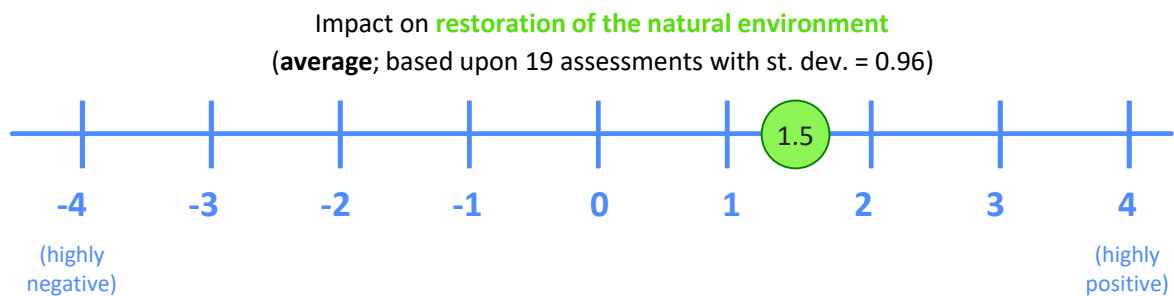 Impact on restoration of the natural environment
(average; based upon 19 assessments with st. dev. = 0.96)
1.5
-4 -3 -2 -1 0 1 2 3 4
(highly negative) (highly positive)